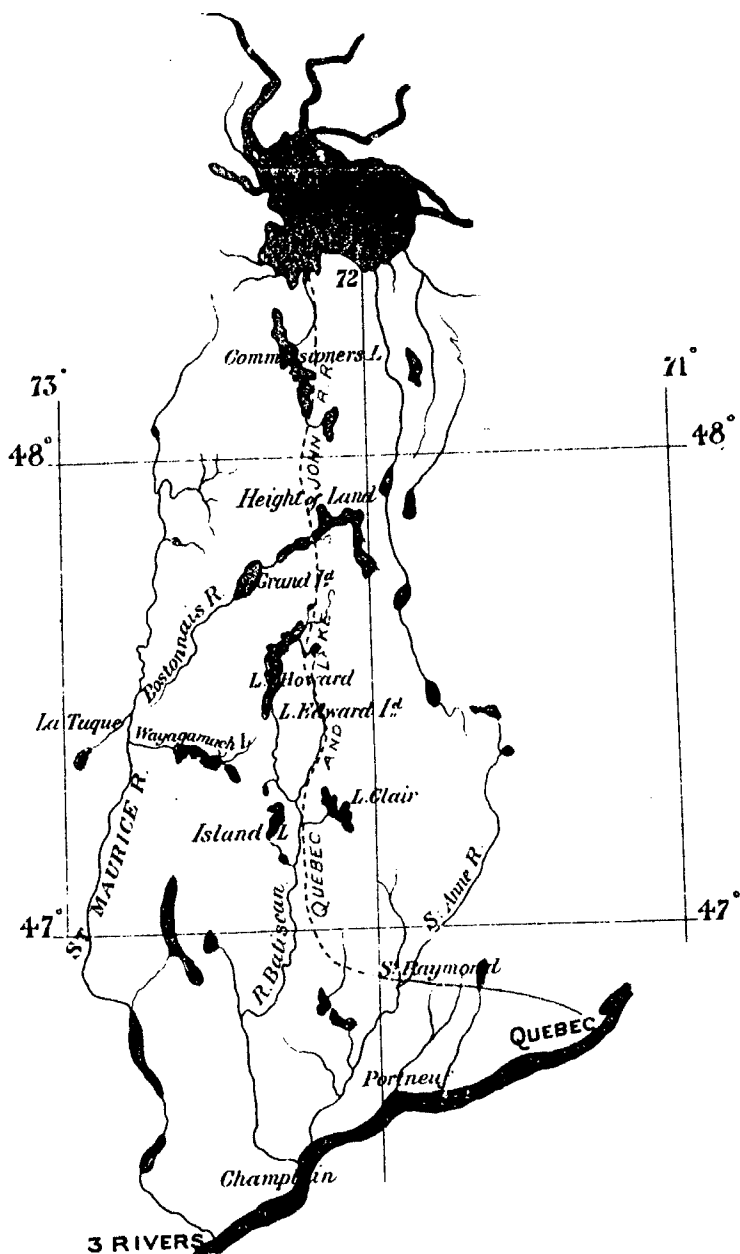 72
Commissioners L
73°
71°
48°
48°
Height of Land
Grand Id
Bostonnais R.
L. Howard
L. Edward Id.
La Tuque
Wayagamach L
L. Clair
Island L
QUEBEC AND LAKE St JOHN R. R.
ST. MAURICE R.
S. Anne R.
47°
47°
R. Batiscan
St. Raymond
QUEBEC
Portneuf
Champlain
3 RIVERS